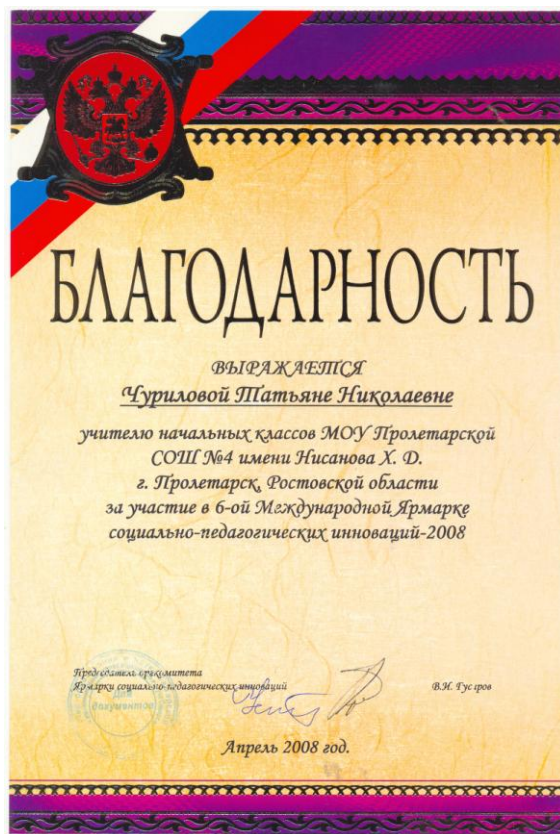 БЛАГОДАРНОСТЬ
ВЫРАЖАЕТСЯ
Чуриловой Татьяне Николаевне
учителю начальных классов МОУ Пролетарской
СОШ №4 имени Нисанова Х. Д.
г. Пролетарск, Ростовской области
за участие в 6-ой Международной Ярмарке
социально-педагогических инноваций-2008
Председатель оргкомитета
Ярмарки социально-педагогических инноваций
В.Н.
документов
Апрель 2008 год.